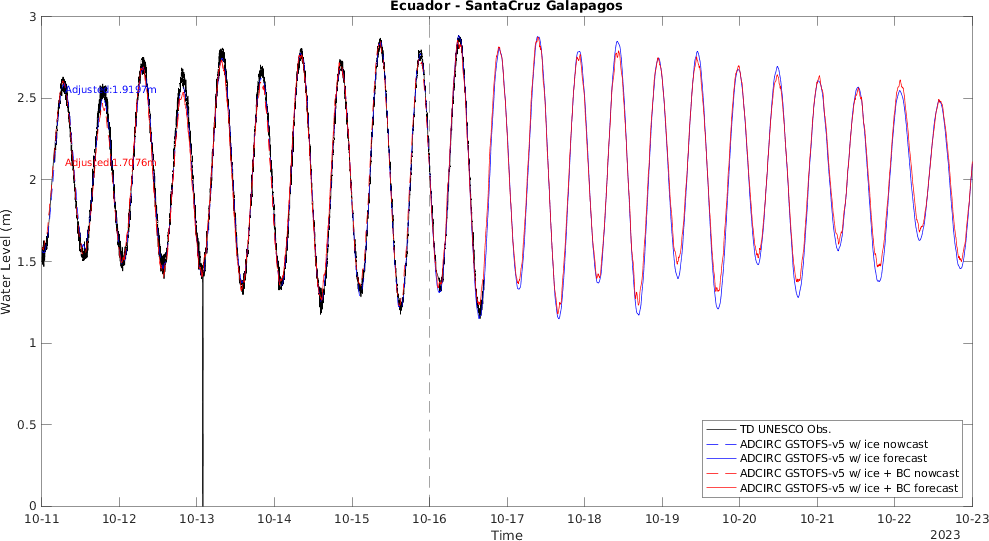 Ecuador - SantaCruz Galapagos
3
2.5
2
1.5
1
0.5
0
Water Level (m)
Adjusted:1.9197m
Adjusted:1.7076m
TD UNESCO Obs.
ADCIRC GSTOFS-v5 w/ ice nowcast
ADCIRC GSTOFS-v5 w/ ice forecast
ADCIRC GSTOFS-v5 w/ ice + BC nowcast
ADCIRC GSTOFS-v5 w/ ice + BC forecast
10-11 10-12 10-13 10-14 10-15 10-16 10-17 10-18 10-19 10-20 10-21 10-22 10-23
Time
2023